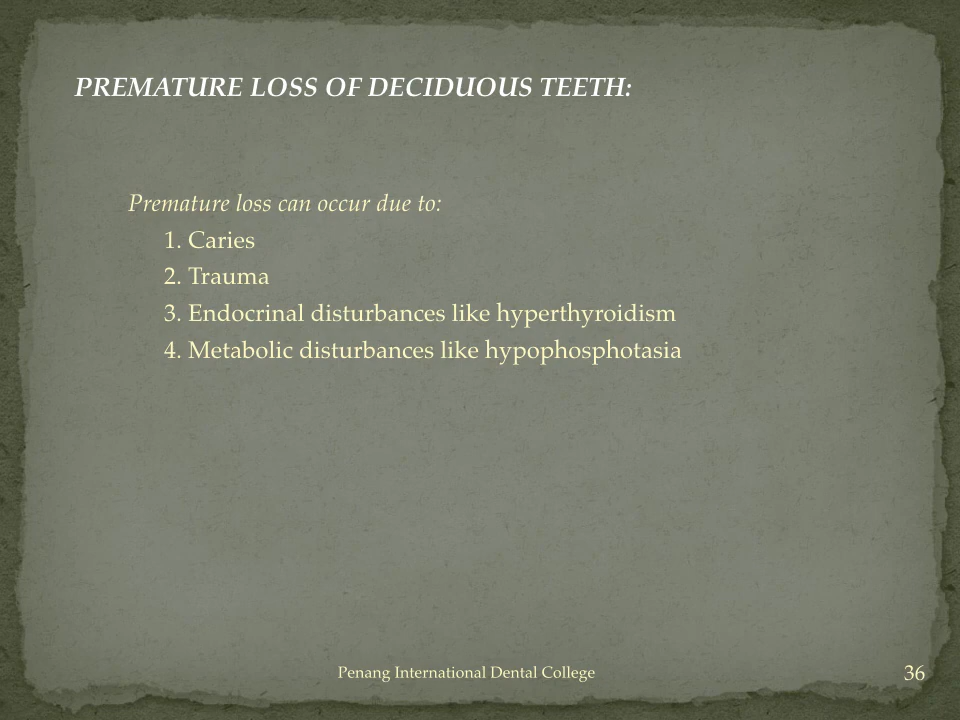 PREMATURE LOSS OF DECIDUOUS TEETH:
Premature loss can occur due to:
1. Caries
2. Trauma
3. Endocrinal disturbances like hyperthyroidism
4. Metabolic disturbances like hypophosphotasia
Penang International Dental College
36